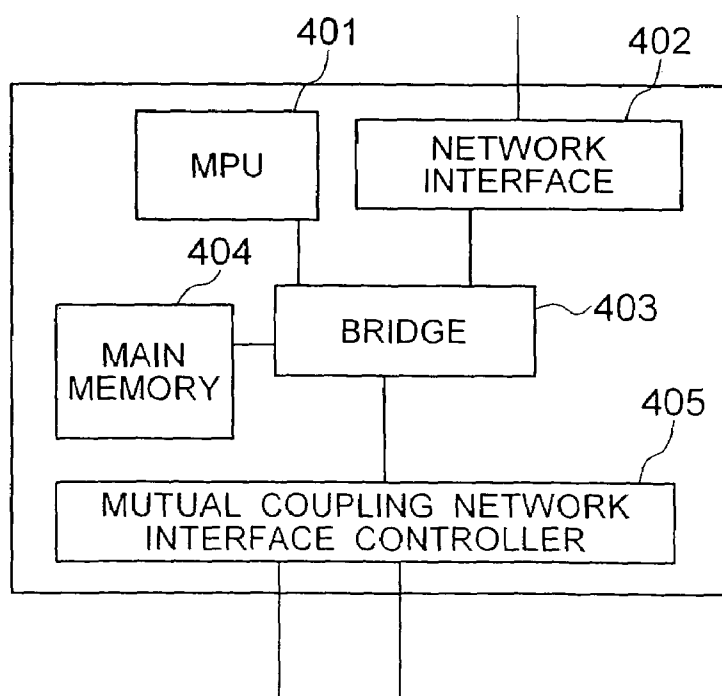 401
402
MPU
NETWORK
INTERFACE
404
403
BRIDGE
MAIN
MEMORY
405
MUTUAL COUPLING NETWORK
INTERFACE CONTROLLER